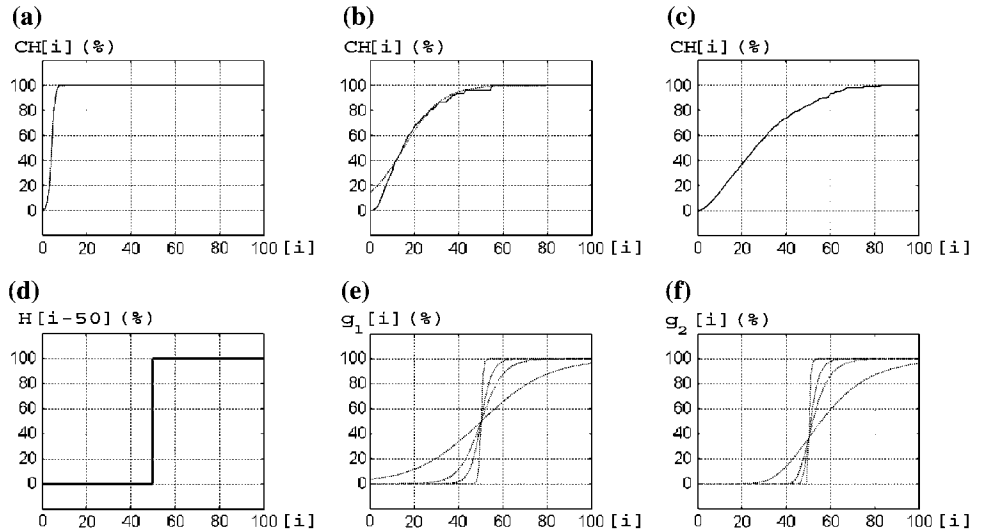 (a) (b) (c)
CH[i] (%) CH[i] (%) CH[i] (%)
100 100 100
80 80 80
60 60 60
40 40 40
20 20 20
0 0 0
0 20 40 60 80 100 [i] 0 20 40 60 80 100 [i] 0 20 40 60 80 100 [i]
(d) (e) (f)
H[i-50] (%) g1[i] (%) g2[i] (%)
100 100 100
80 80 80
60 60 60
40 40 40
20 20 20
0 0 0
0 20 40 60 80 100 [i] 0 20 40 60 80 100 [i] 0 20 40 60 80 100 [i]